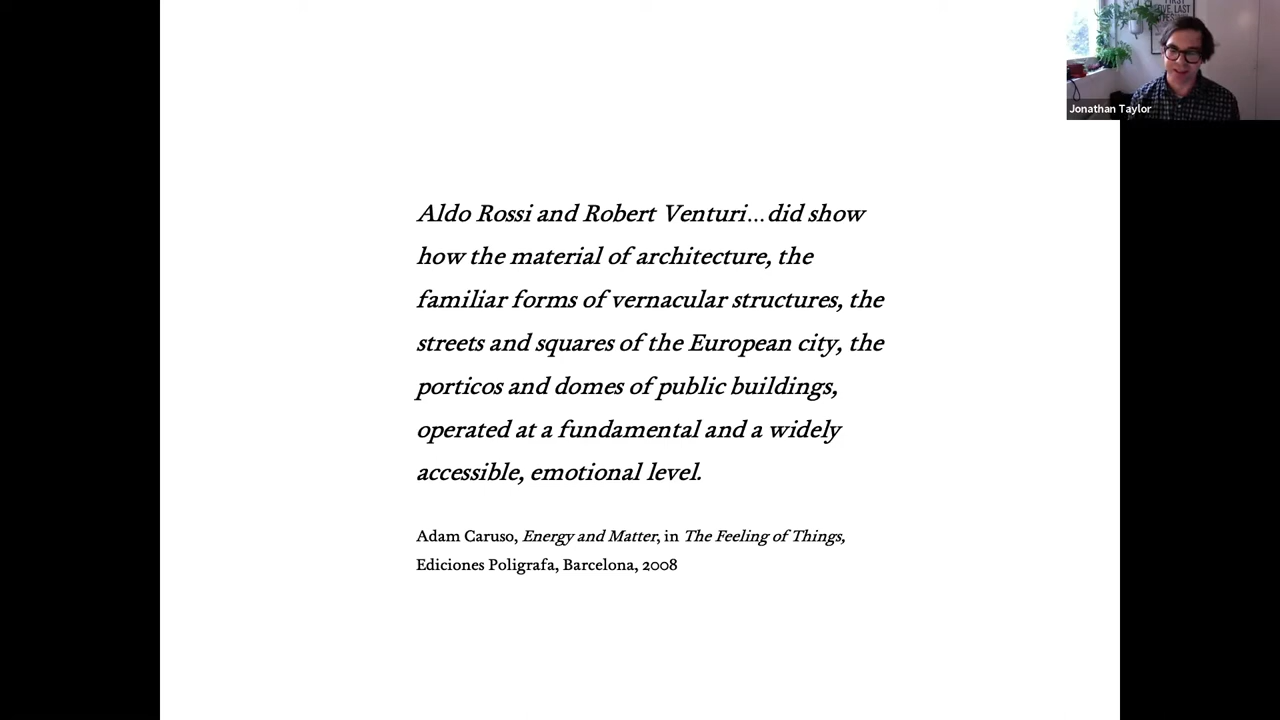 Aldo Rossi and Robert Venturi...did show
how the material of architecture, the
familiar forms of vernacular structures, the
streets and squares of the European city, the
porticos and domes of public buildings,
operated at a fundamental and a widely
accessible, emotional level.
Adam Caruso, Energy and Matter, in The Feeling of Things,
Ediciones Poligrafa, Barcelona, 2008
Jonathan Taylor